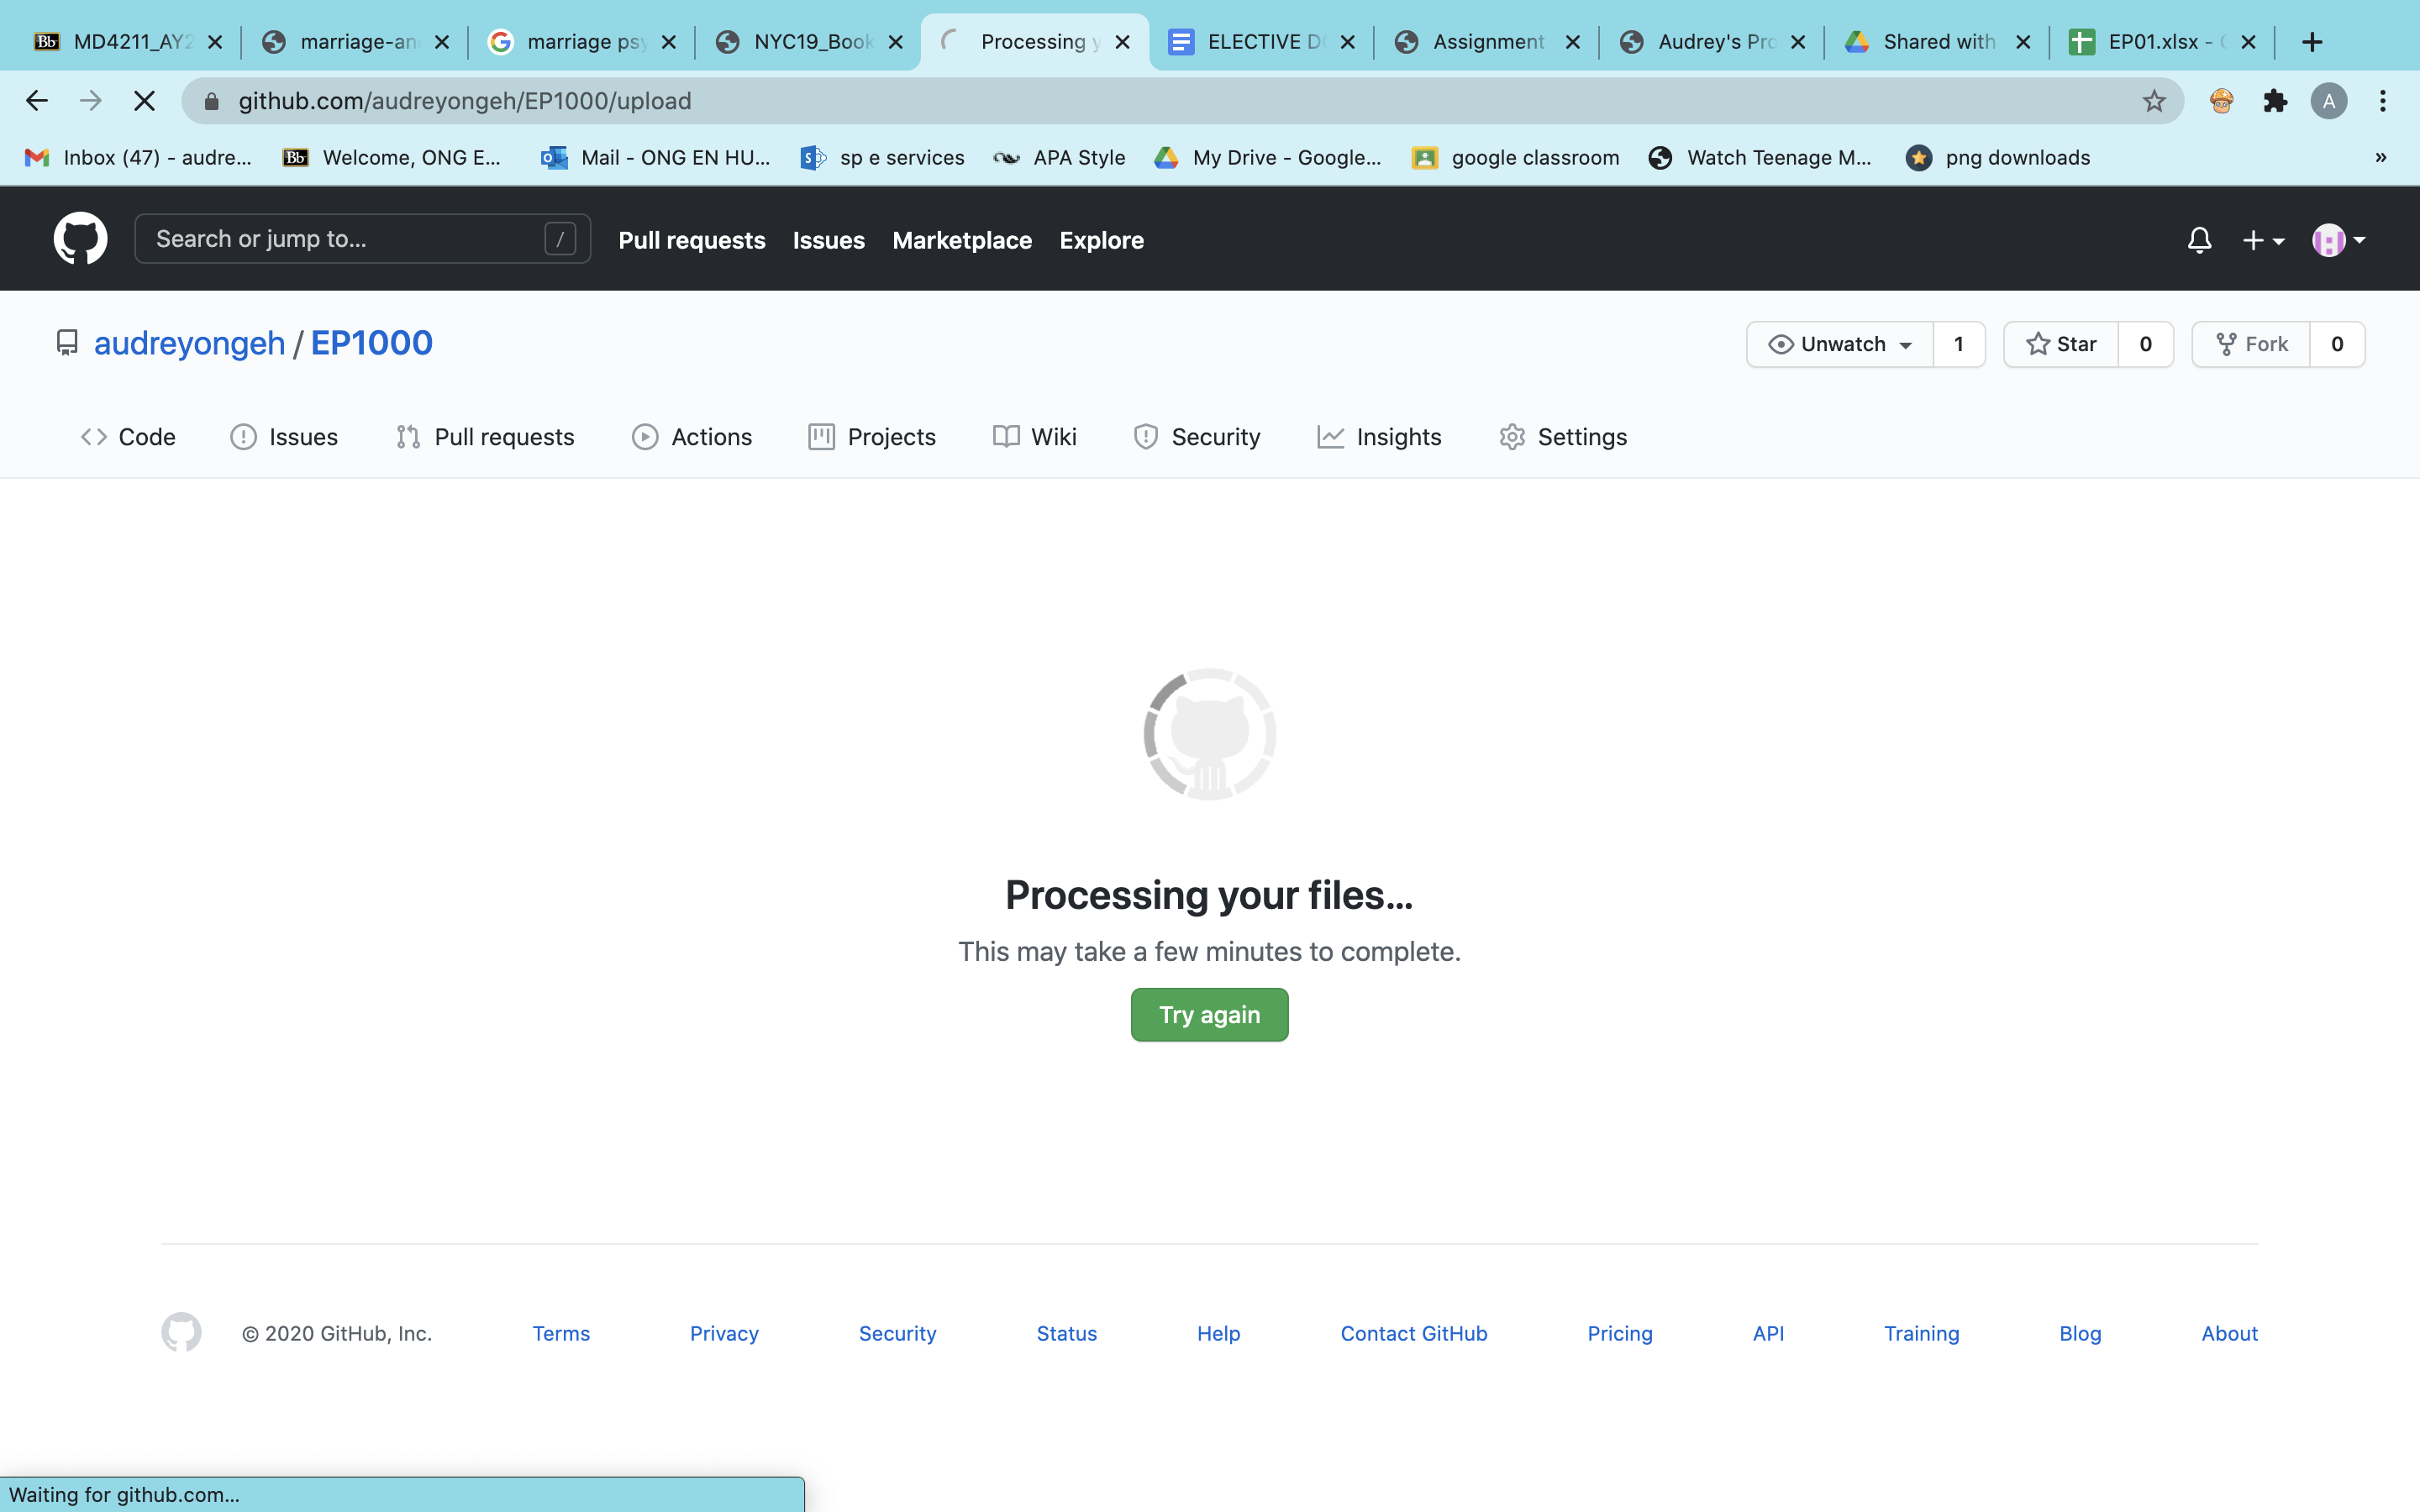 Bb MD4211_AY2 marriage-an marriage psy NYC19_Book Processing y ELECTIVE D Assignment Audrey's Pro Shared with EP01.xlsx -
github.com/audreyongeh/EP1000/upload A
Inbox (47) - audre... Bb Welcome, ONG E... Mail - ONG EN HU... sp e services APA Style My Drive - Google... google classroom Watch Teenage M... png downloads »
Search or jump to... / Pull requests Issues Marketplace Explore
audreyongeh / EP1000 Unwatch 1 Star 0 Fork 0
Code Issues Pull requests Actions Projects Wiki Security Insights Settings
Processing your files...
This may take a few minutes to complete.
Try again
© 2020 GitHub, Inc. Terms Privacy Security Status Help Contact GitHub Pricing API Training Blog About
Waiting for github.com...